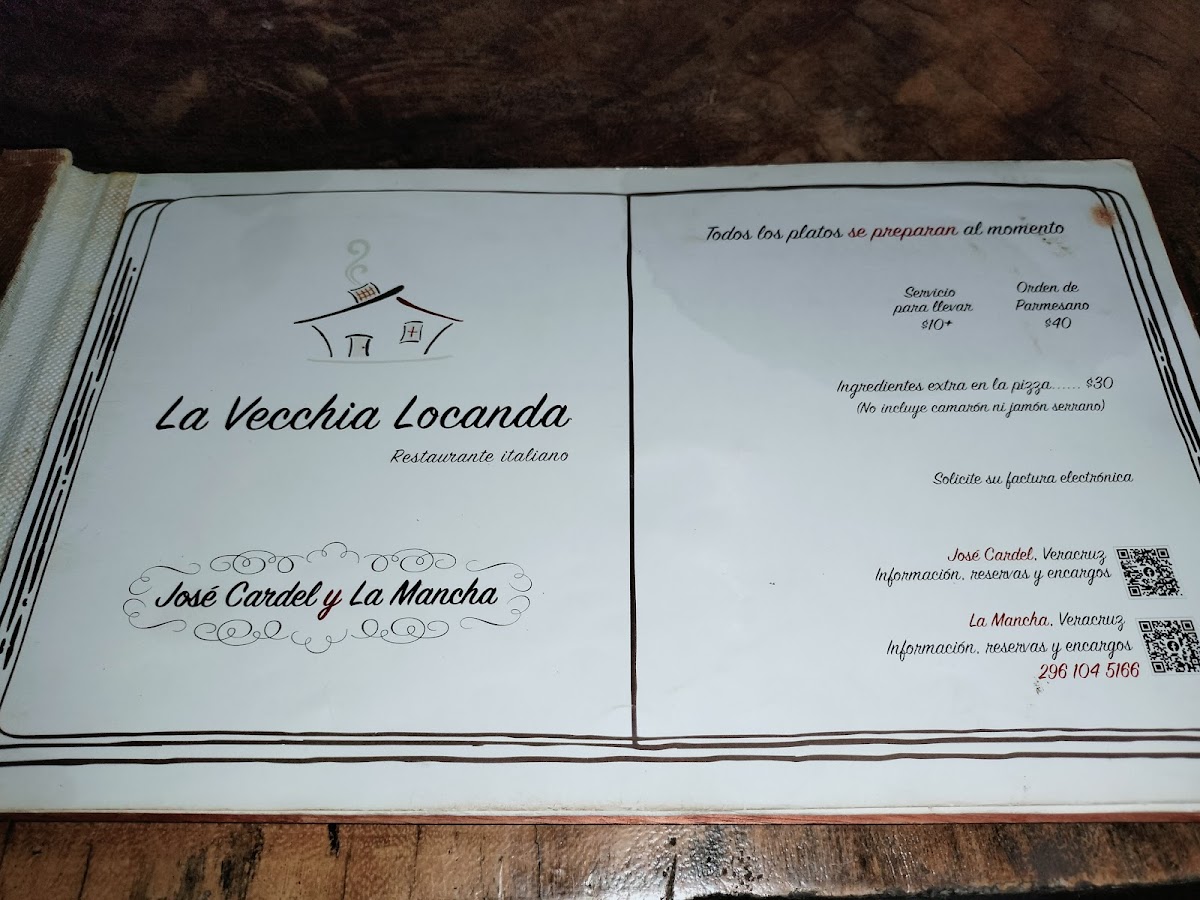 La Vecchia Locanda
Restaurante italiano
José Cardel y La Mancha
Todos los platos se preparan al momento
Servicio
para llevar
$10+
Orden de
Parmesano
$40
Ingredientes extra en la pizza...... $30
(No incluye camarón ni jamón serrano)
Solicite su factura electrónica
José Cardel, Veracruz
Información, reservas y encargos
La Mancha, Veracruz
Información, reservas y encargos
296 104 5166